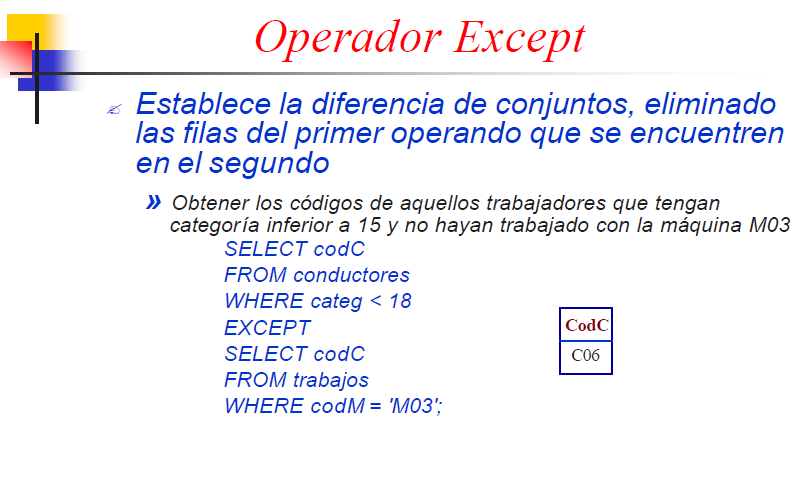 Operador Except
Establece la diferencia de conjuntos, eliminado
las filas del primer operando que se encuentren
en el segundo
» Obtener los códigos de aquellos trabajadores que tengan
categoría inferior a 15 y no hayan trabajado con la máquina M03
SELECT codC
FROM conductores
WHERE categ < 18
EXCEPT
SELECT codC
FROM trabajos
WHERE codM = 'M03';
CodC
C06